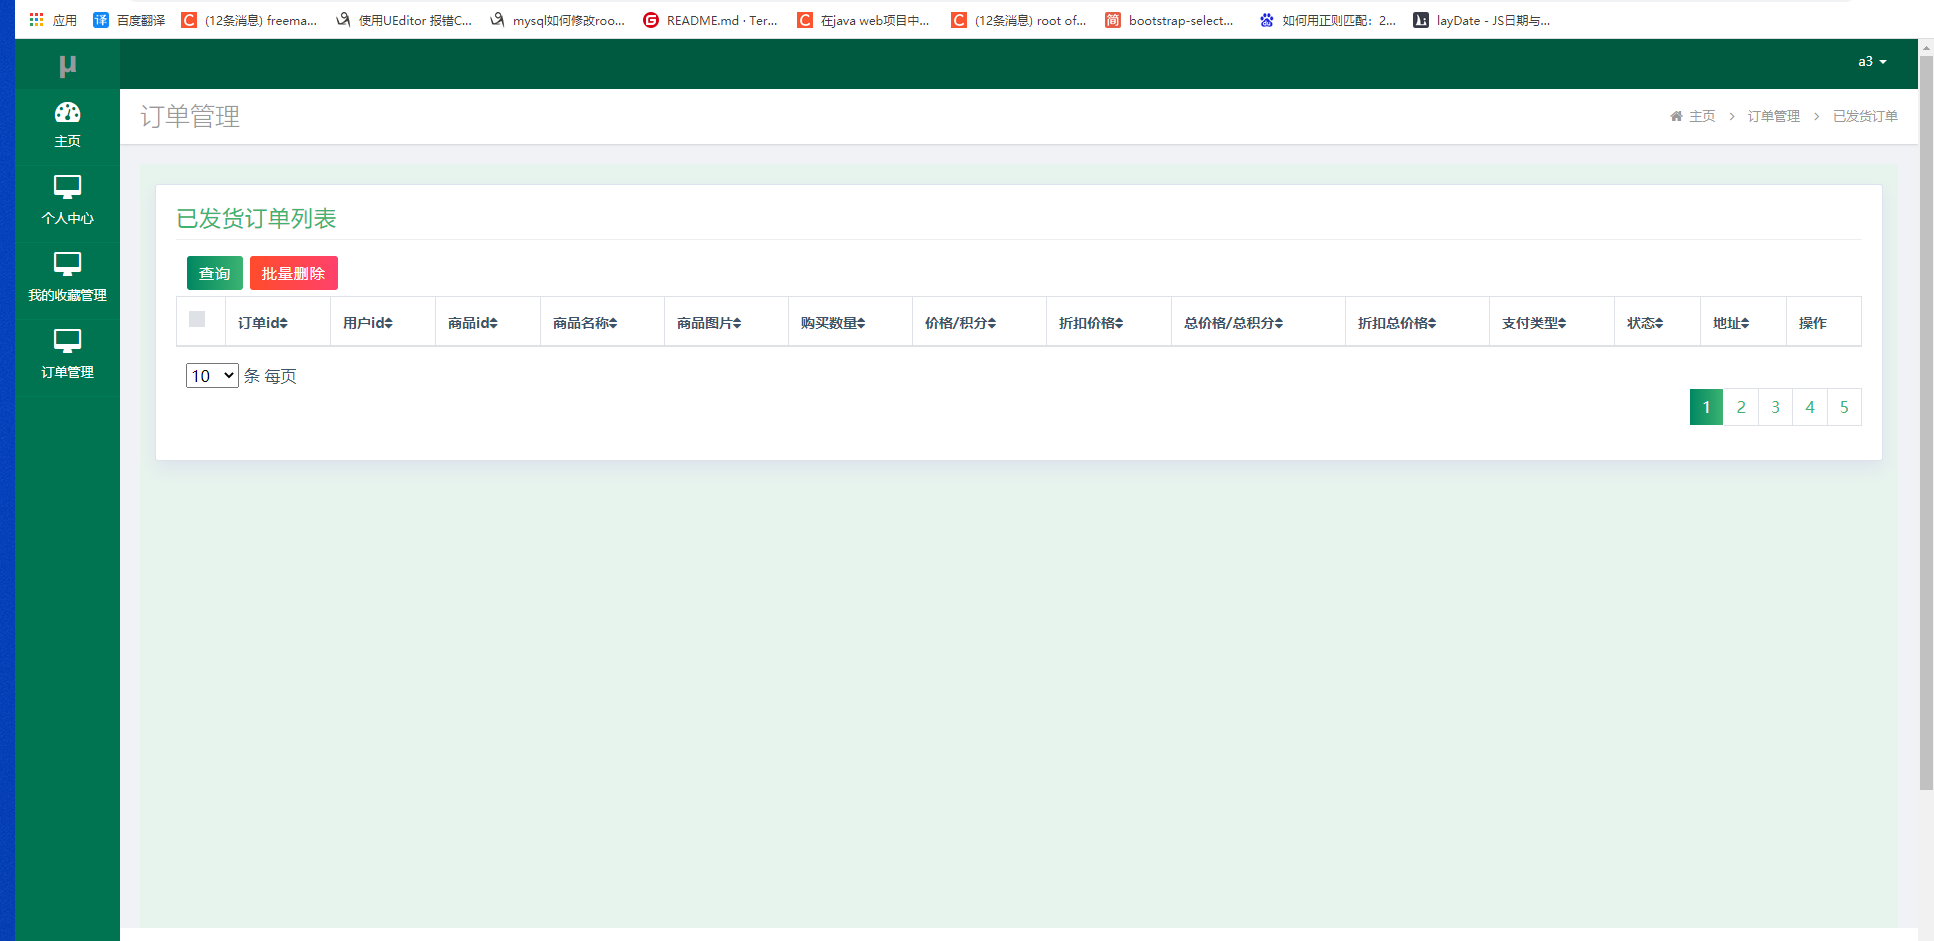 应用 百度翻译 (12条消息) freema... 使用UEditor 报错C... mysql如何修改roo... README.md · Ter... 在java web项目中... (12条消息) root of... bootstrap-select... 如何用正则匹配：2... layDate - JS日期与...
μ
a3
主页
个人中心
我的收藏管理
订单管理
订单管理
主页 > 订单管理 > 已发货订单
已发货订单列表
查询 批量删除
订单id 用户id 商品id 商品名称 商品图片 购买数量 价格/积分 折扣价格 总价格/总积分 折扣总价格 支付类型 状态 地址 操作
10 条 每页
1 2 3 4 5